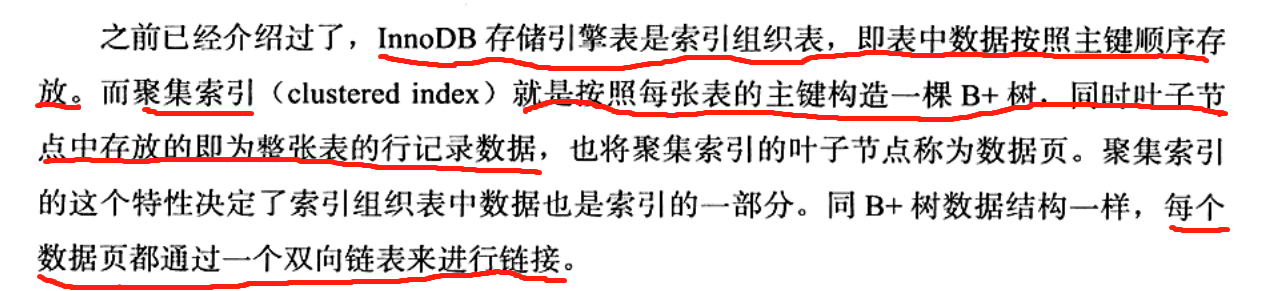 之前已经介绍过了，InnoDB 存储引擎表是索引组织表，即表中数据按照主键顺序存
放。而聚集索引（clustered index）就是按照每张表的主键构造一棵 B+ 树，同时叶子节
点中存放的即为整张表的行记录数据，也将聚集索引的叶子节点称为数据页。聚集索引
的这个特性决定了索引组织表中数据也是索引的一部分。同 B+ 树数据结构一样，每个
数据页都通过一个双向链表来进行链接。